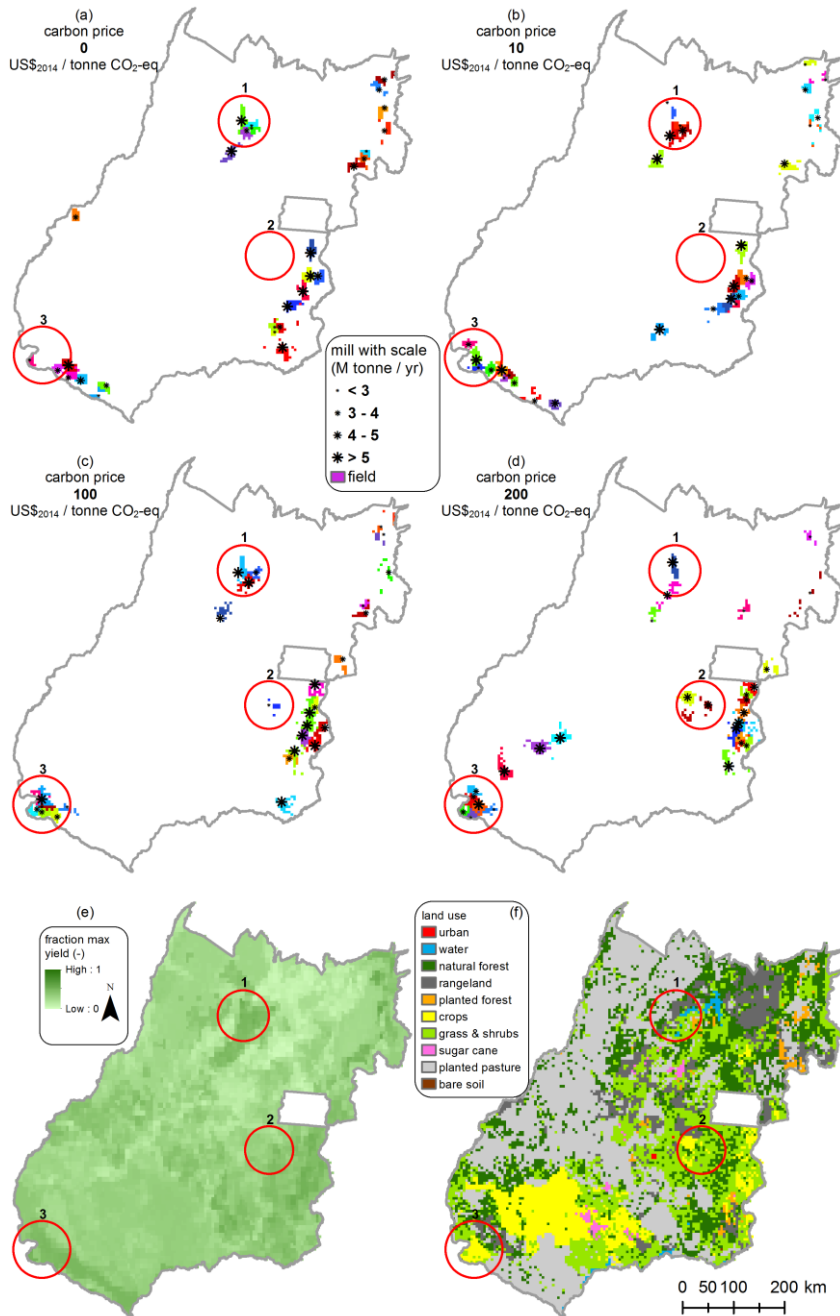 (a)
carbon price
0
US$2014 / tonne CO2-eq
1
2
3
(b)
carbon price
10
US$2014 / tonne CO2-eq
1
2
3
mill with scale
(M tonne / yr)
< 3
3 - 4
4 - 5
> 5
field
(c)
carbon price
100
US$2014 / tonne CO2-eq
1
2
3
(d)
carbon price
200
US$2014 / tonne CO2-eq
1
2
3
(e)
fraction max
yield (-)
High : 1
Low : 0
N
1
2
3
(f)
land use
urban
water
natural forest
rangeland
planted forest
crops
grass & shrubs
sugar cane
planted pasture
bare soil
1
2
3
0 50 100 200 km